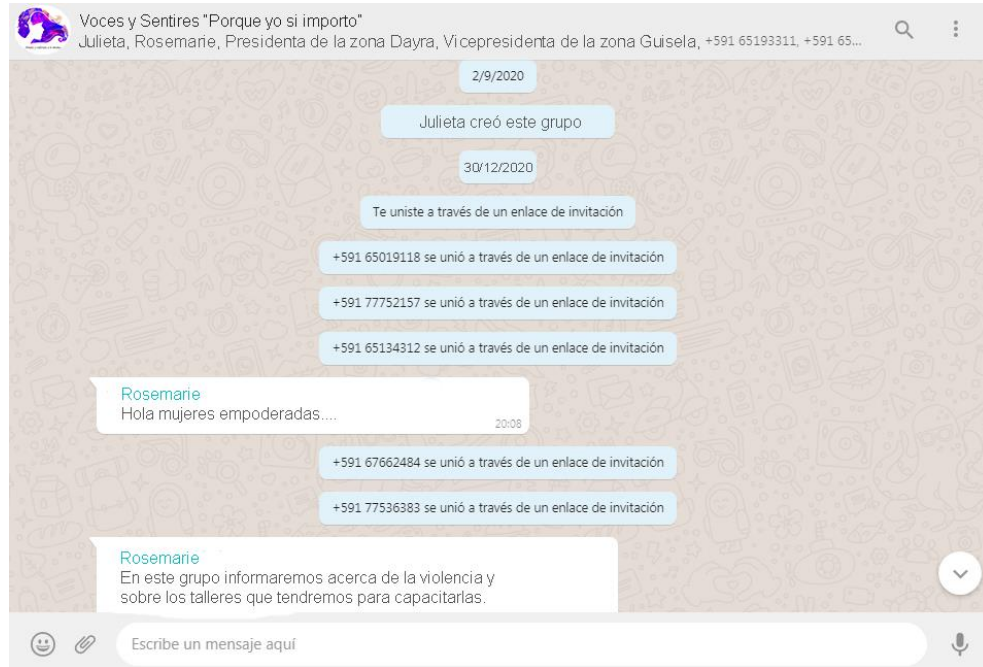 Voces y Sentires "Porque yo si importo"
Julieta, Rosemarie, Presidenta de la zona Dayra, Vicepresidenta de la zona Guisela, +591 65193311, +591 65...
2/9/2020
Julieta creó este grupo
30/12/2020
Te uniste a través de un enlace de invitación
+591 65019118 se unió a través de un enlace de invitación
+591 77752157 se unió a través de un enlace de invitación
+591 65134312 se unió a través de un enlace de invitación
Rosemarie
Hola mujeres empoderadas....
20:08
+591 67662484 se unió a través de un enlace de invitación
+591 77536383 se unió a través de un enlace de invitación
Rosemarie
En este grupo informaremos acerca de la violencia y
sobre los talleres que tendremos para capacitarlas.
Escribe un mensaje aquí